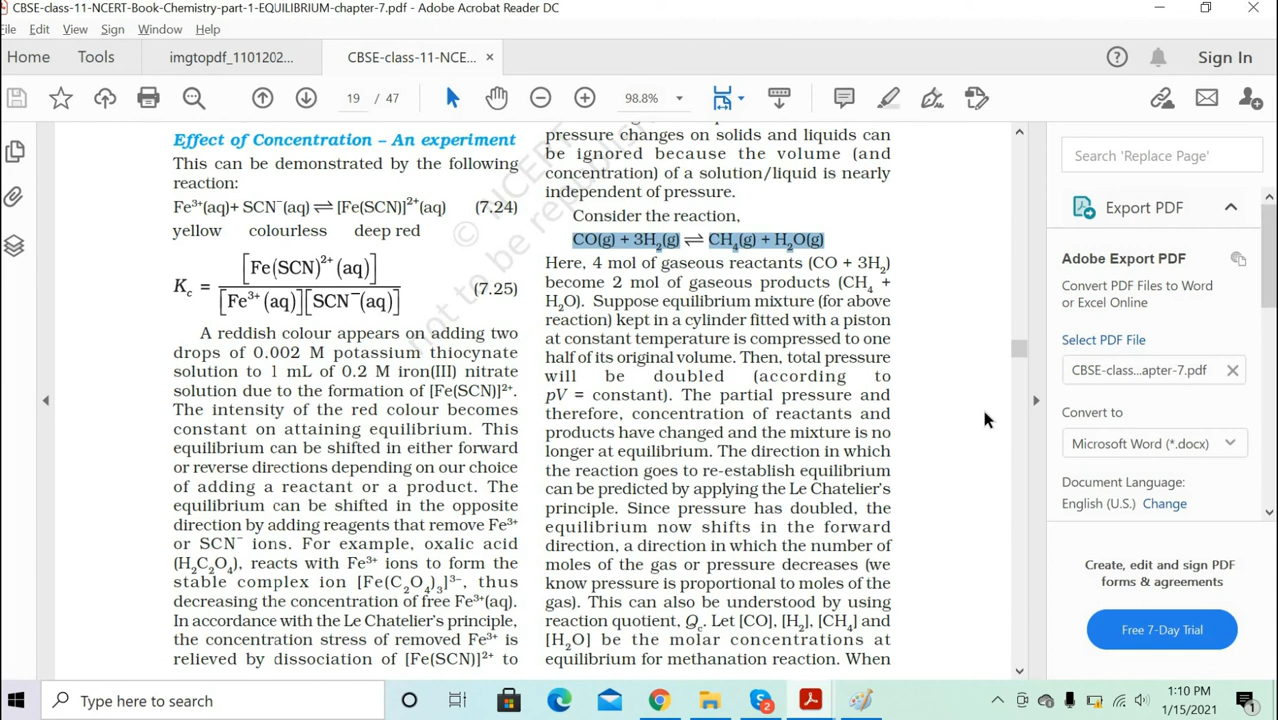 CBSE-class-11-NCERT-Book-Chemistry-part-1-EQUILIBRIUM-chapter-7.pdf - Adobe Acrobat Reader DC
File Edit View Sign Window Help
Home Tools imgtopdf_1101202... CBSE-class-11-NCE... × Sign In
19 / 47 98.8%
Effect of Concentration – An experiment
This can be demonstrated by the following
reaction:
Fe³⁺(aq)+ SCN⁻(aq) ⇌ [Fe(SCN)]²⁺(aq) (7.24)
yellow colourless deep red
K꜀ = [Fe(SCN)²⁺(aq)] / [Fe³⁺(aq)][SCN⁻(aq)] (7.25)
A reddish colour appears on adding two
drops of 0.002 M potassium thiocynate
solution to 1 mL of 0.2 M iron(III) nitrate
solution due to the formation of [Fe(SCN)]²⁺.
The intensity of the red colour becomes
constant on attaining equilibrium. This
equilibrium can be shifted in either forward
or reverse directions depending on our choice
of adding a reactant or a product. The
equilibrium can be shifted in the opposite
direction by adding reagents that remove Fe³⁺
or SCN⁻ ions. For example, oxalic acid
(H₂C₂O₄), reacts with Fe³⁺ ions to form the
stable complex ion [Fe(C₂O₄)₃]³⁻, thus
decreasing the concentration of free Fe³⁺(aq).
In accordance with the Le Chatelier's principle,
the concentration stress of removed Fe³⁺ is
relieved by dissociation of [Fe(SCN)]²⁺ to
pressure changes on solids and liquids can
be ignored because the volume (and
concentration) of a solution/liquid is nearly
independent of pressure.
Consider the reaction,
CO(g) + 3H₂(g) ⇌ CH₄(g) + H₂O(g)
Here, 4 mol of gaseous reactants (CO + 3H₂)
become 2 mol of gaseous products (CH₄ +
H₂O). Suppose equilibrium mixture (for above
reaction) kept in a cylinder fitted with a piston
at constant temperature is compressed to one
half of its original volume. Then, total pressure
will be doubled (according to
pV = constant). The partial pressure and
therefore, concentration of reactants and
products have changed and the mixture is no
longer at equilibrium. The direction in which
the reaction goes to re-establish equilibrium
can be predicted by applying the Le Chatelier's
principle. Since pressure has doubled, the
equilibrium now shifts in the forward
direction, a direction in which the number of
moles of the gas or pressure decreases (we
know pressure is proportional to moles of the
gas). This can also be understood by using
reaction quotient, Q꜀. Let [CO], [H₂], [CH₄] and
[H₂O] be the molar concentrations at
equilibrium for methanation reaction. When
© NCERT
not to be republished
Search 'Replace Page'
Export PDF
Adobe Export PDF
Convert PDF Files to Word
or Excel Online
Select PDF File
CBSE-class...apter-7.pdf ×
Convert to
Microsoft Word (*.docx)
Document Language:
English (U.S.) Change
Create, edit and sign PDF
forms & agreements
Free 7-Day Trial
Type here to search
2
1:10 PM
1/15/2021
1